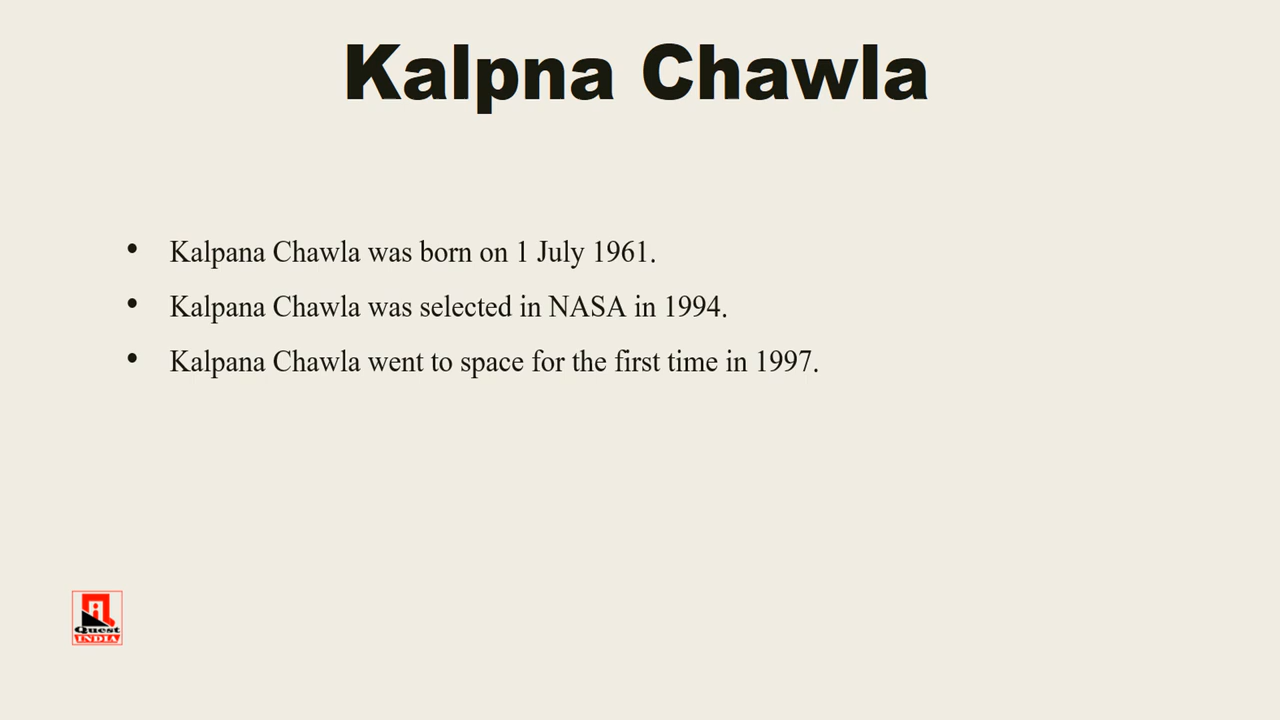 Kalpna Chawla
• Kalpana Chawla was born on 1 July 1961.
• Kalpana Chawla was selected in NASA in 1994.
• Kalpana Chawla went to space for the first time in 1997.
Quest
INDIA